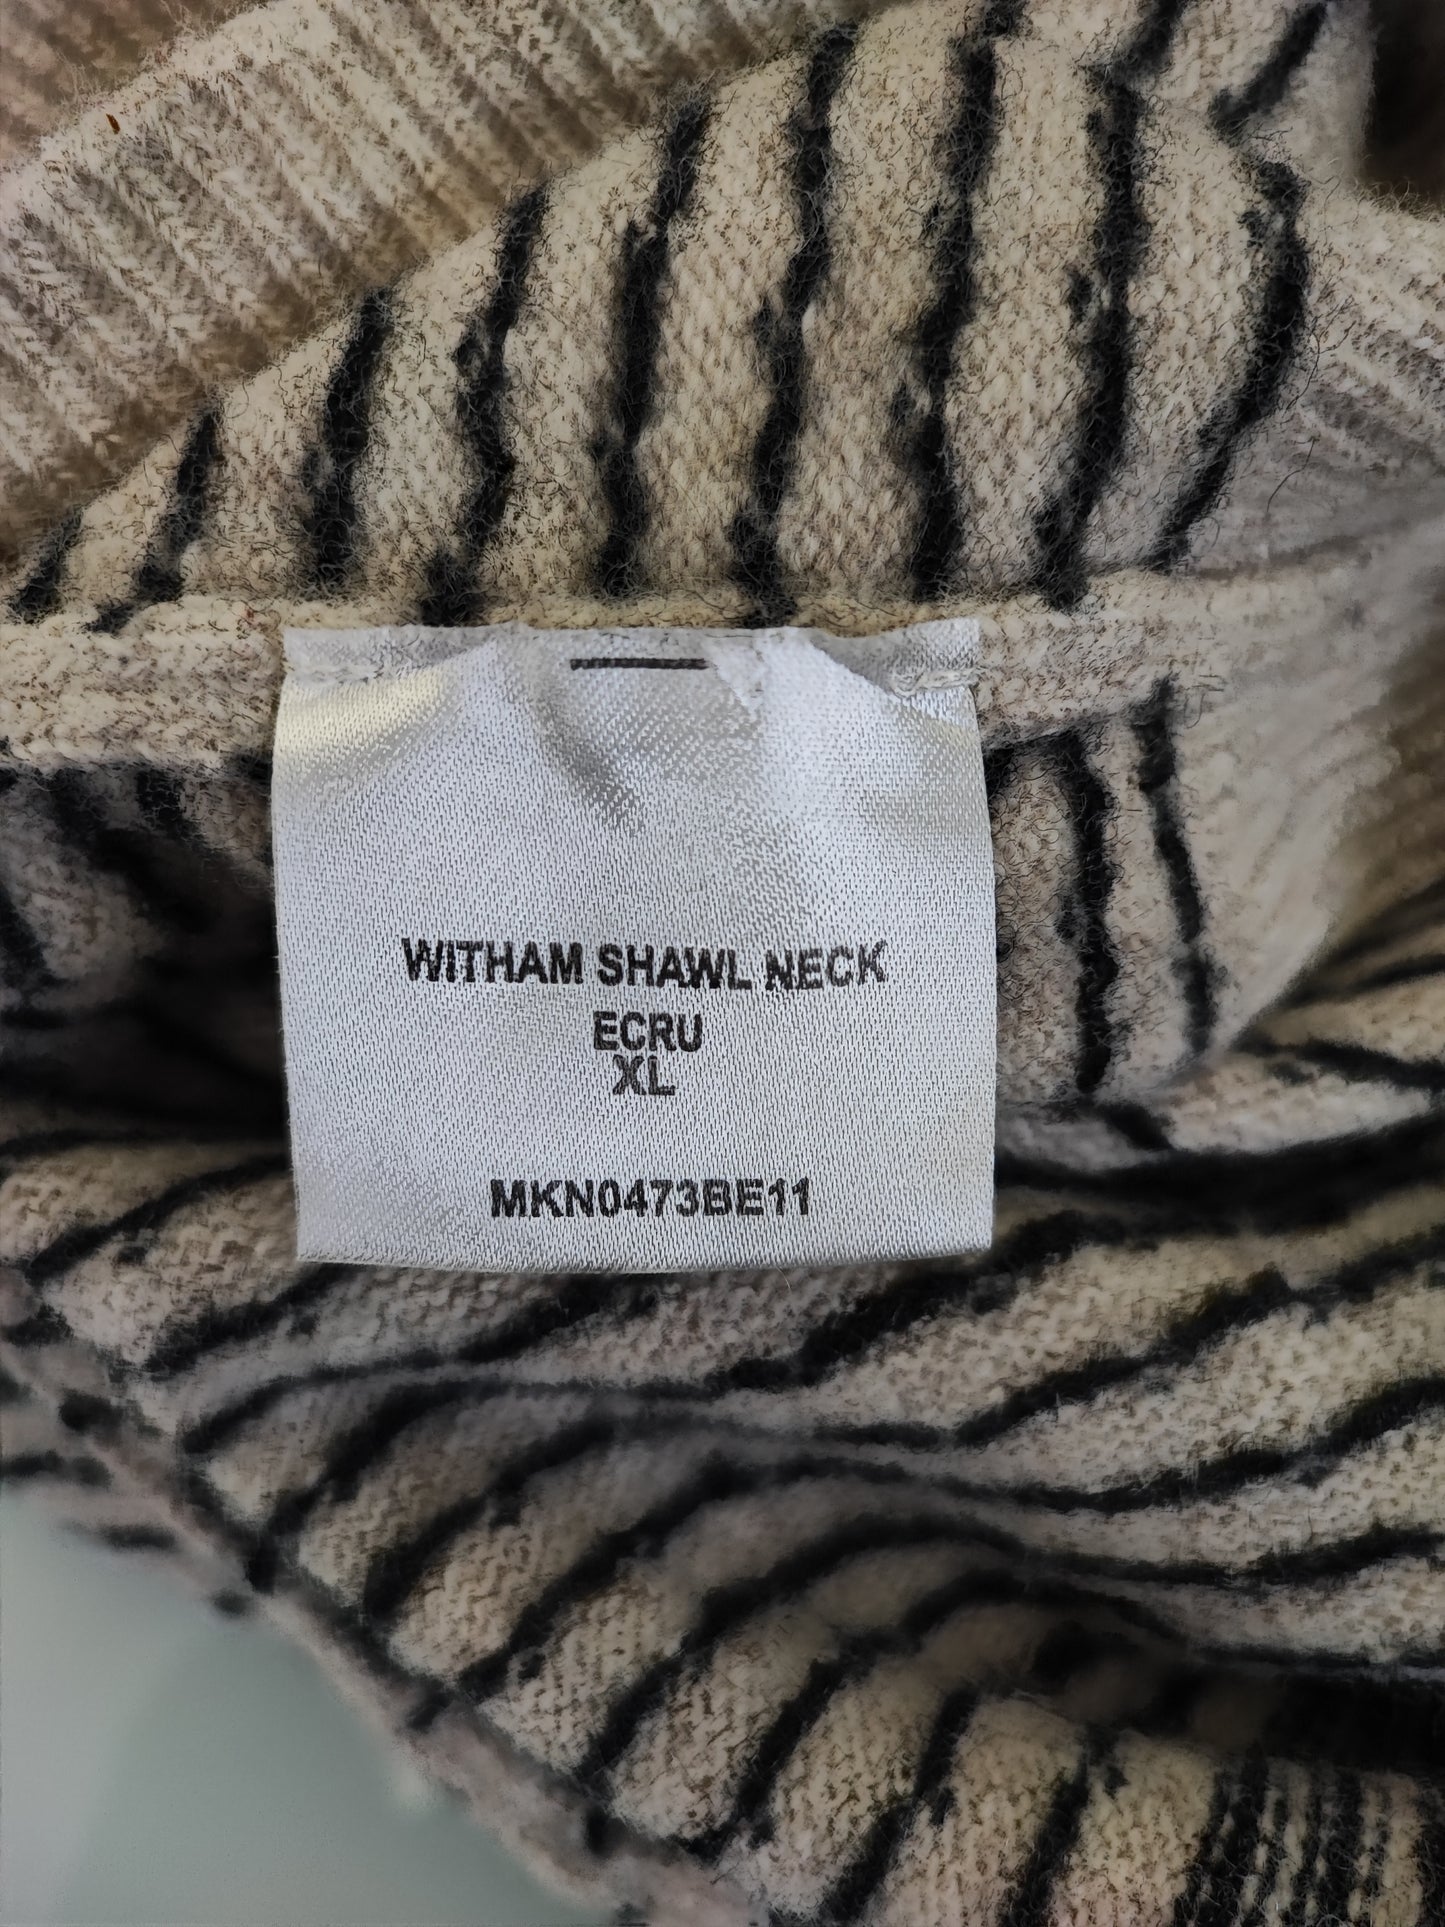 WITHAM SHAWL NECK
ECRU
XL
MKN0473BE11